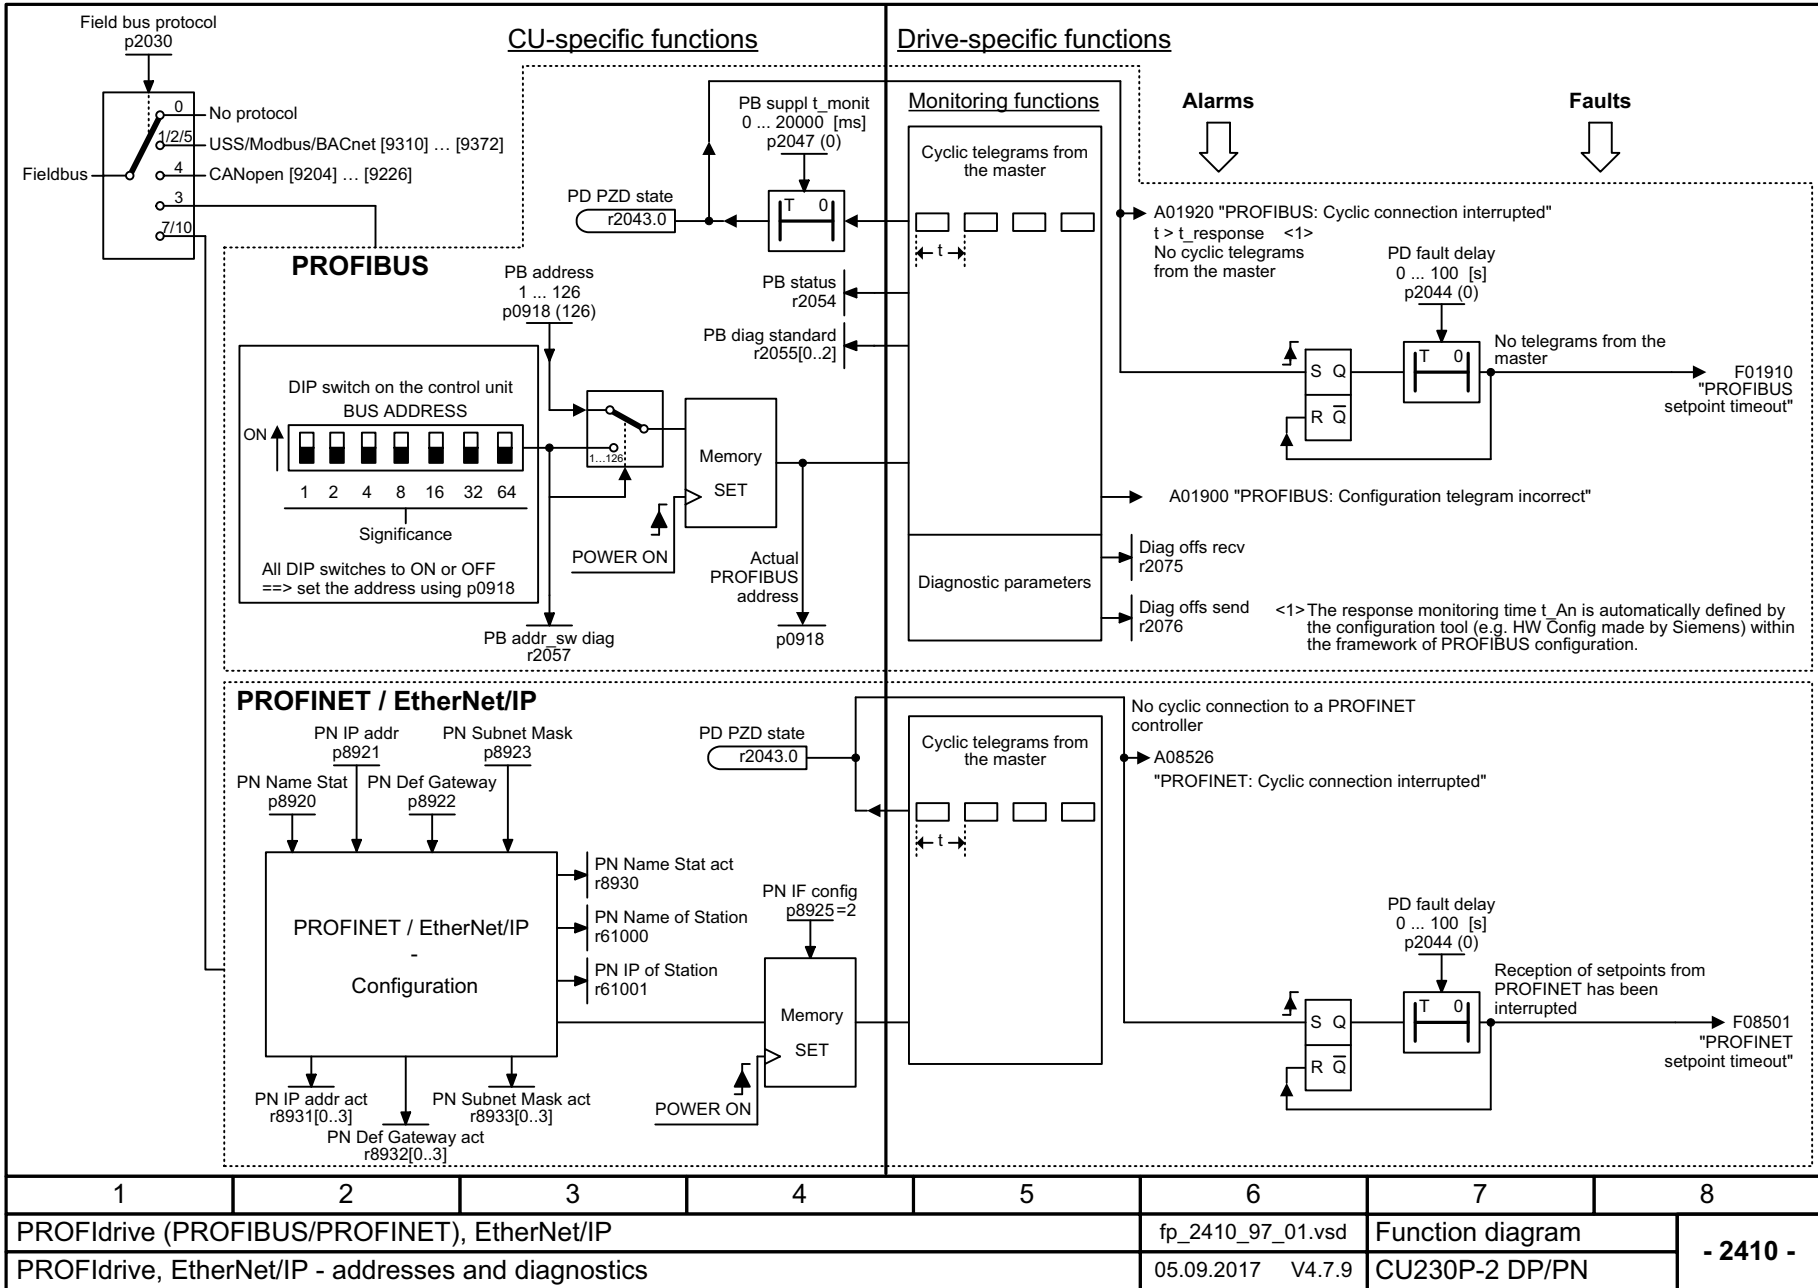 Field bus protocol
p2030
CU-specific functions
Drive-specific functions
0
No protocol
1/2/5
USS/Modbus/BACnet [9310] … [9372]
Fieldbus
4
CANopen [9204] … [9226]
3
7/10
PB suppl t_monit
0 ... 20000 [ms]
p2047 (0)
Monitoring functions
Alarms
Faults
Cyclic telegrams from
the master
PD PZD state
r2043.0
T 0
t
A01920 "PROFIBUS: Cyclic connection interrupted"
t > t_response <1>
No cyclic telegrams
from the master
PROFIBUS
PB address
1 ... 126
p0918 (126)
PB status
r2054
PB diag standard
r2055[0..2]
PD fault delay
0 ... 100 [s]
p2044 (0)
DIP switch on the control unit
BUS ADDRESS
ON
1 2 4 8 16 32 64
Significance
All DIP switches to ON or OFF
==> set the address using p0918
1...126
Memory
SET
POWER ON
Actual
PROFIBUS
address
p0918
PB addr_sw diag
r2057
S Q
R Q
T 0
No telegrams from the
master
F01910
"PROFIBUS
setpoint timeout"
A01900 "PROFIBUS: Configuration telegram incorrect"
Diagnostic parameters
Diag offs recv
r2075
Diag offs send
r2076
<1>The response monitoring time t_An is automatically defined by
the configuration tool (e.g. HW Config made by Siemens) within
the framework of PROFIBUS configuration.
PROFINET / EtherNet/IP
PN IP addr
p8921
PN Subnet Mask
p8923
PN Name Stat
p8920
PN Def Gateway
p8922
PD PZD state
r2043.0
Cyclic telegrams from
the master
t
No cyclic connection to a PROFINET
controller
A08526
"PROFINET: Cyclic connection interrupted"
PROFINET / EtherNet/IP
-
Configuration
PN Name Stat act
r8930
PN Name of Station
r61000
PN IP of Station
r61001
PN IF config
p8925=2
Memory
SET
POWER ON
PN IP addr act
r8931[0..3]
PN Subnet Mask act
r8933[0..3]
PN Def Gateway act
r8932[0..3]
PD fault delay
0 ... 100 [s]
p2044 (0)
S Q
R Q
T 0
Reception of setpoints from
PROFINET has been
interrupted
F08501
"PROFINET
setpoint timeout"
1 2 3 4 5 6 7 8
PROFIdrive (PROFIBUS/PROFINET), EtherNet/IP
fp_2410_97_01.vsd
Function diagram
- 2410 -
PROFIdrive, EtherNet/IP - addresses and diagnostics
05.09.2017 V4.7.9
CU230P-2 DP/PN